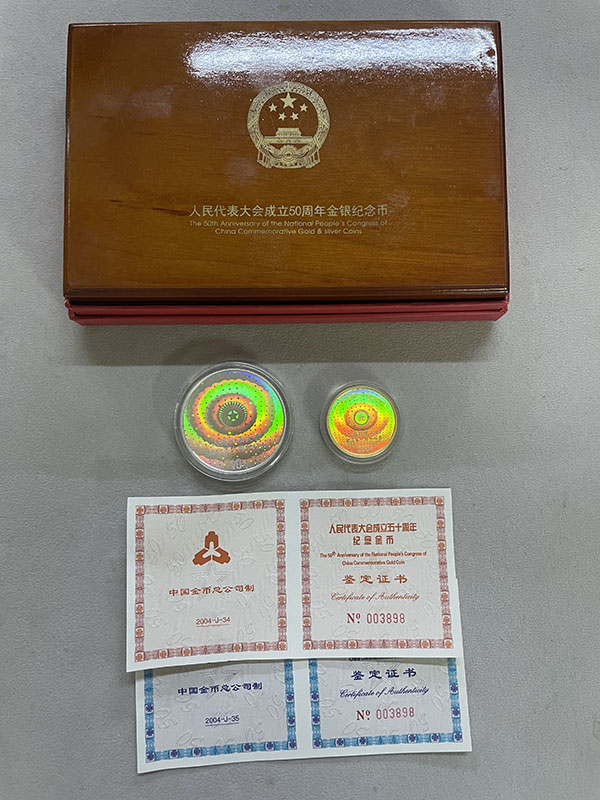 人民代表大会成立50周年金银纪念币
The 50th Anniversary of the National People's Congress of
China Commemorative Gold & silver Coins
10
中国金币总公司制
2004-J-34
人民代表大会成立五十周年
纪念金币
The 50th Anniversary of the National People's Congress of
China Commemorative Gold Coin
鉴定证书
Certificate of Authenticity
№ 003898
中国金币总公司制
2004-J-35
鉴定证书
Certificate of Authenticity
№ 003898